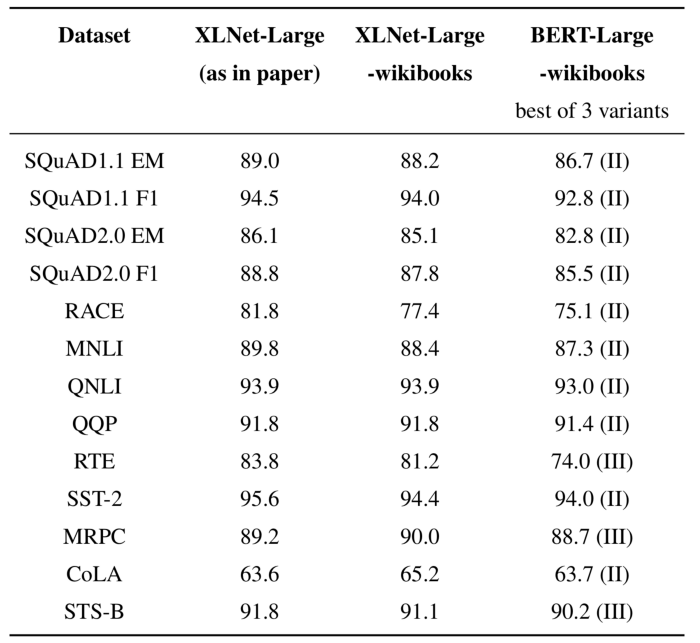 Dataset XLNet-Large XLNet-Large BERT-Large
(as in paper) -wikibooks -wikibooks
best of 3 variants
SQuAD1.1 EM 89.0 88.2 86.7 (II)
SQuAD1.1 F1 94.5 94.0 92.8 (II)
SQuAD2.0 EM 86.1 85.1 82.8 (II)
SQuAD2.0 F1 88.8 87.8 85.5 (II)
RACE 81.8 77.4 75.1 (II)
MNLI 89.8 88.4 87.3 (II)
QNLI 93.9 93.9 93.0 (II)
QQP 91.8 91.8 91.4 (II)
RTE 83.8 81.2 74.0 (III)
SST-2 95.6 94.4 94.0 (II)
MRPC 89.2 90.0 88.7 (III)
CoLA 63.6 65.2 63.7 (II)
STS-B 91.8 91.1 90.2 (III)